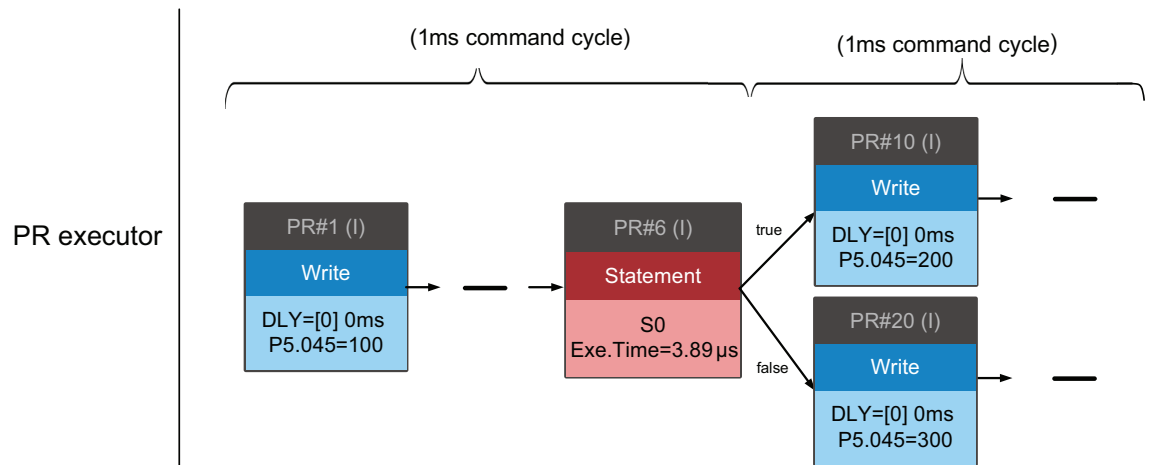 (1ms command cycle)
(1ms command cycle)
PR executor
PR#1 (I)
Write
DLY=[0] 0ms
P5.045=100
PR#6 (I)
Statement
S0
Exe.Time=3.89µs
true
false
PR#10 (I)
Write
DLY=[0] 0ms
P5.045=200
PR#20 (I)
Write
DLY=[0] 0ms
P5.045=300